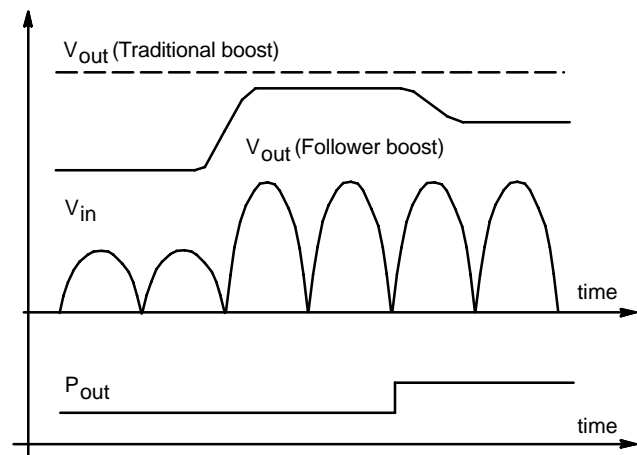 Vout (Traditional boost)
Vout (Follower boost)
Vin
time
Pout
time